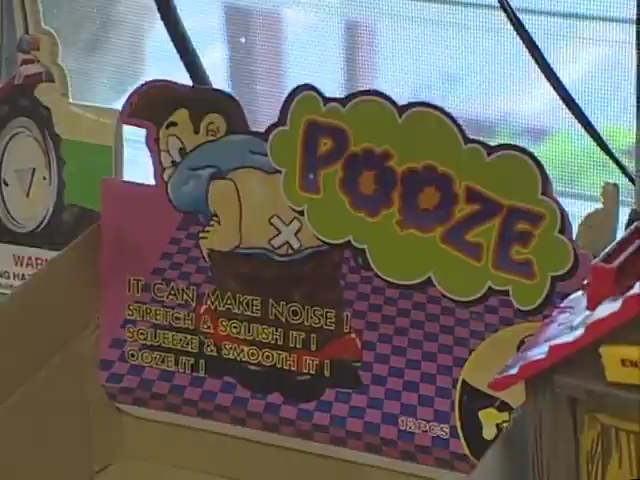 POOZE
IT CAN MAKE NOISE !
STRETCH & SQUISH IT !
SQUEEZE & SMOOTH IT !
OOZE IT !
12PCS